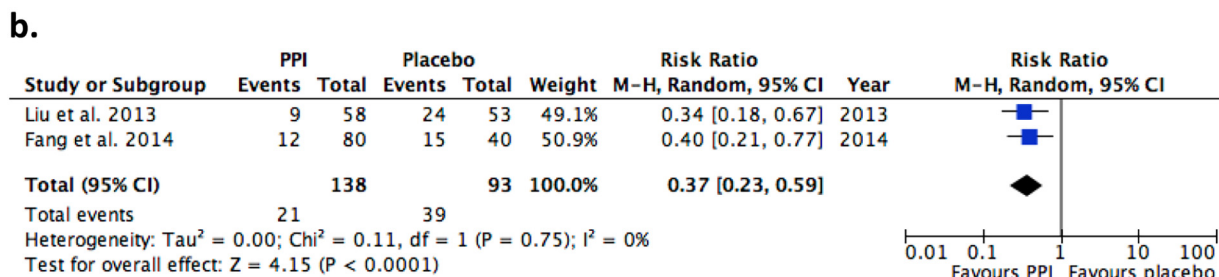 b.
PPI Placebo Risk Ratio Risk Ratio
Study or Subgroup Events Total Events Total Weight M-H, Random, 95% CI Year M-H, Random, 95% CI
Liu et al. 2013 9 58 24 53 49.1% 0.34 [0.18, 0.67] 2013
Fang et al. 2014 12 80 15 40 50.9% 0.40 [0.21, 0.77] 2014
Total (95% CI) 138 93 100.0% 0.37 [0.23, 0.59]
Total events 21 39
Heterogeneity: Tau² = 0.00; Chi² = 0.11, df = 1 (P = 0.75); I² = 0%
Test for overall effect: Z = 4.15 (P < 0.0001)
0.01 0.1 1 10 100
Favours PPI Favours placebo